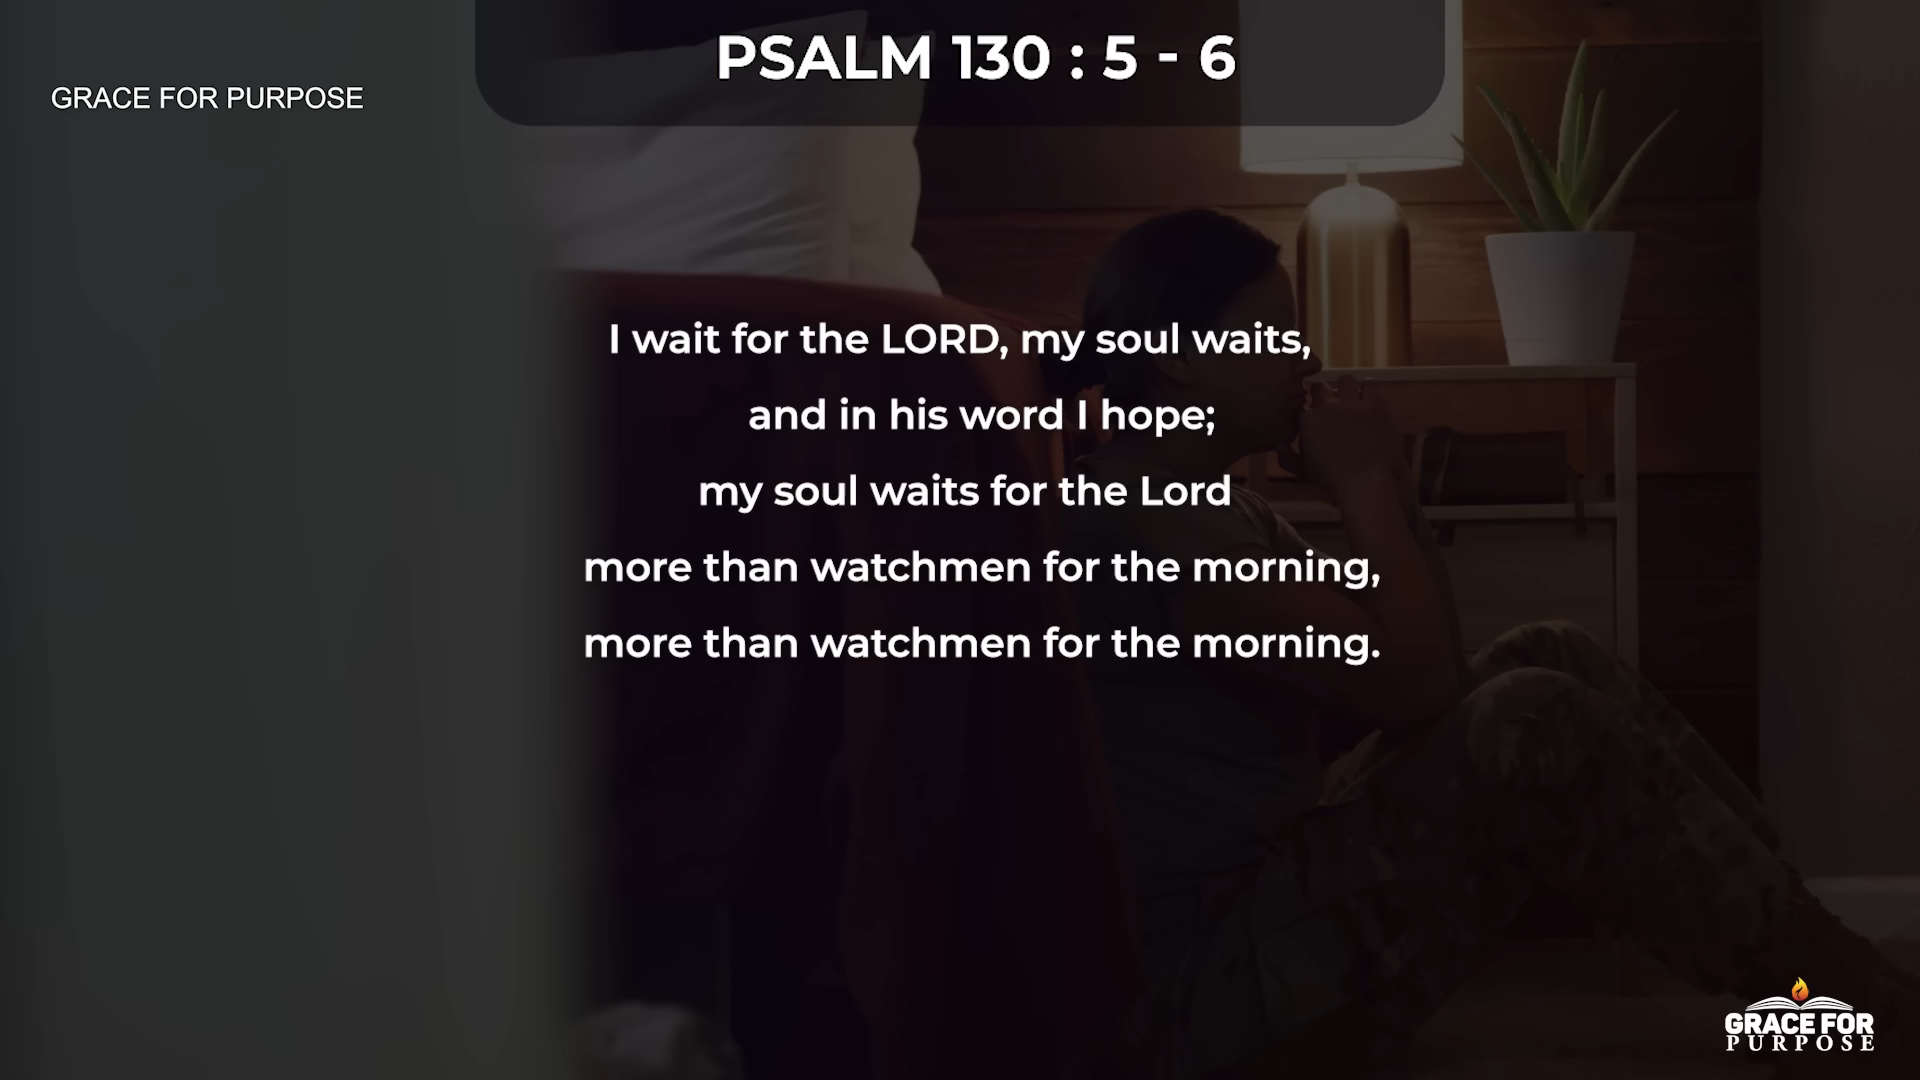 PSALM 130 : 5 - 6
GRACE FOR PURPOSE
I wait for the LORD, my soul waits,
and in his word I hope;
my soul waits for the Lord
more than watchmen for the morning,
more than watchmen for the morning.
GRACE FOR
PURPOSE